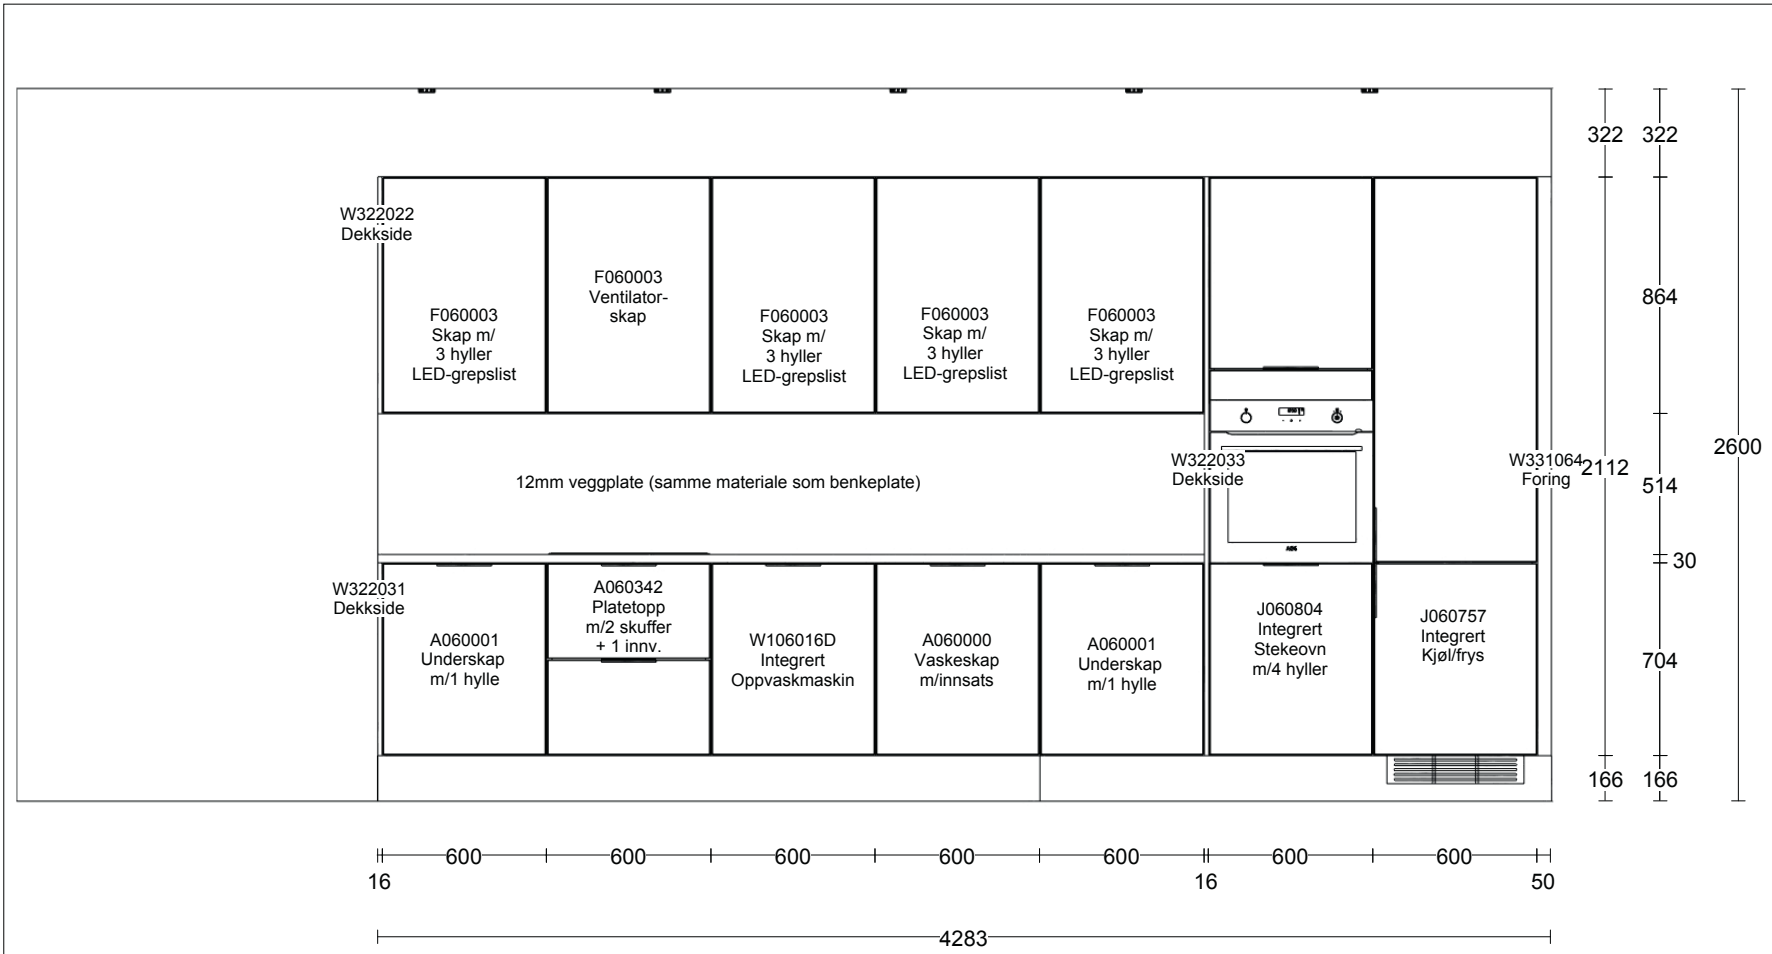 322 322
W322022
Dekkside
F060003
Skap m/
3 hyller
LED-grepslist
F060003
Ventilator-
skap
F060003
Skap m/
3 hyller
LED-grepslist
F060003
Skap m/
3 hyller
LED-grepslist
F060003
Skap m/
3 hyller
LED-grepslist
864
2600
12mm veggplate (samme materiale som benkeplate)
W322033
Dekkside
W331064
Foring
2112
514
AEG
30
W322031
Dekkside
A060001
Underskap
m/1 hylle
A060342
Platetopp
m/2 skuffer
+ 1 innv.
W106016D
Integrert
Oppvaskmaskin
A060000
Vaskeskap
m/innsats
A060001
Underskap
m/1 hylle
J060804
Integrert
Stekeovn
m/4 hyller
J060757
Integrert
Kjøl/frys
704
166 166
600 600 600 600 600 600 600
16 16 50
4283